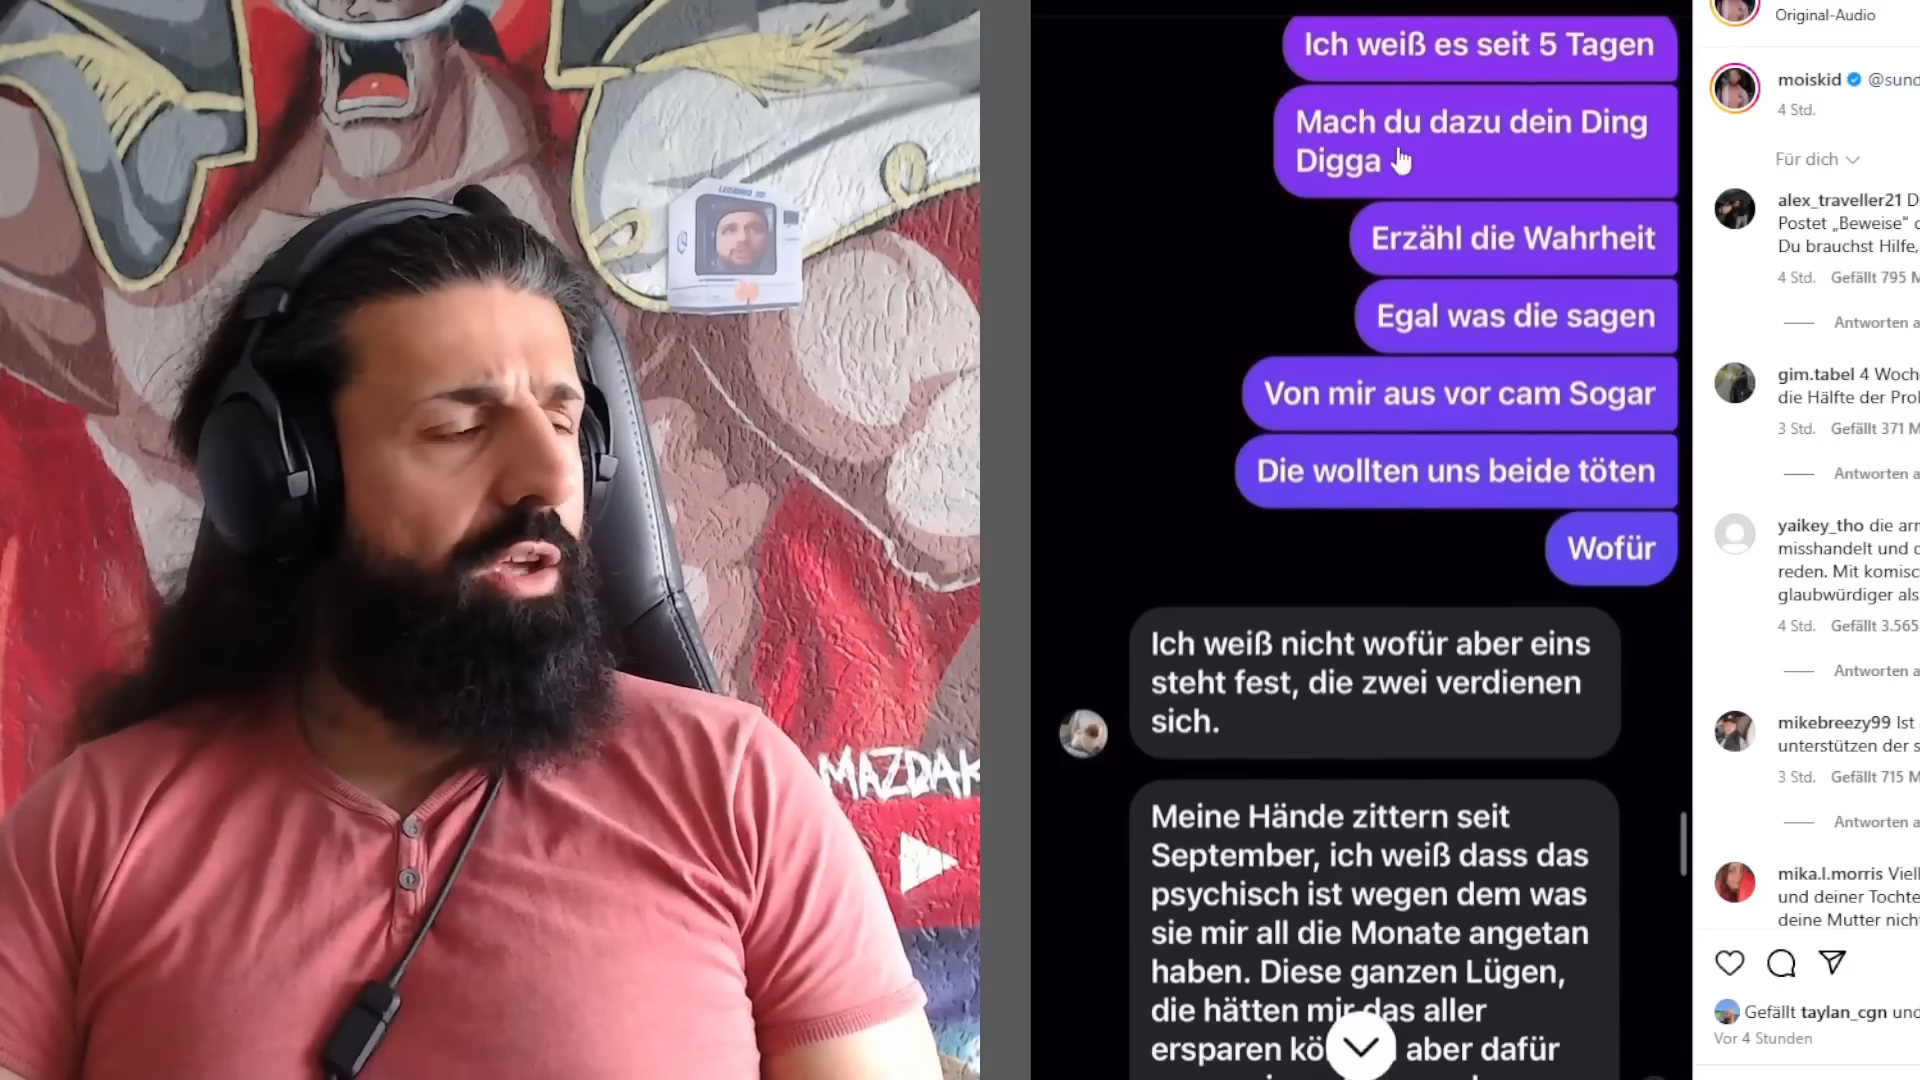 LEGOKID 3D
MAZDAK
Ich weiß es seit 5 Tagen
Mach du dazu dein Ding
Digga
Erzähl die Wahrheit
Egal was die sagen
Von mir aus vor cam Sogar
Die wollten uns beide töten
Wofür
Ich weiß nicht wofür aber eins
steht fest, die zwei verdienen
sich.
Meine Hände zittern seit
September, ich weiß dass das
psychisch ist wegen dem was
sie mir all die Monate angetan
haben. Diese ganzen Lügen,
die hätten mir das aller
ersparen aber dafür
Original-Audio
moiskid @sund
4 Std.
Für dich
alex_traveller21 D
Postet „Beweise"
Du brauchst Hilfe,
4 Std. Gefällt 795 M
Antworten a
gim.tabel 4 Woch
die Hälfte der Pro
3 Std. Gefällt 371 M
Antworten a
yaikey_tho die arm
misshandelt und
reden. Mit komisc
glaubwürdiger als
4 Std. Gefällt 3.565
Antworten a
mikebreezy99 Ist
unterstützen der s
3 Std. Gefällt 715 M
Antworten a
mika.l.morris Viell
und deiner Tochte
deine Mutter nich
Gefällt taylan_cgn und
Vor 4 Stunden